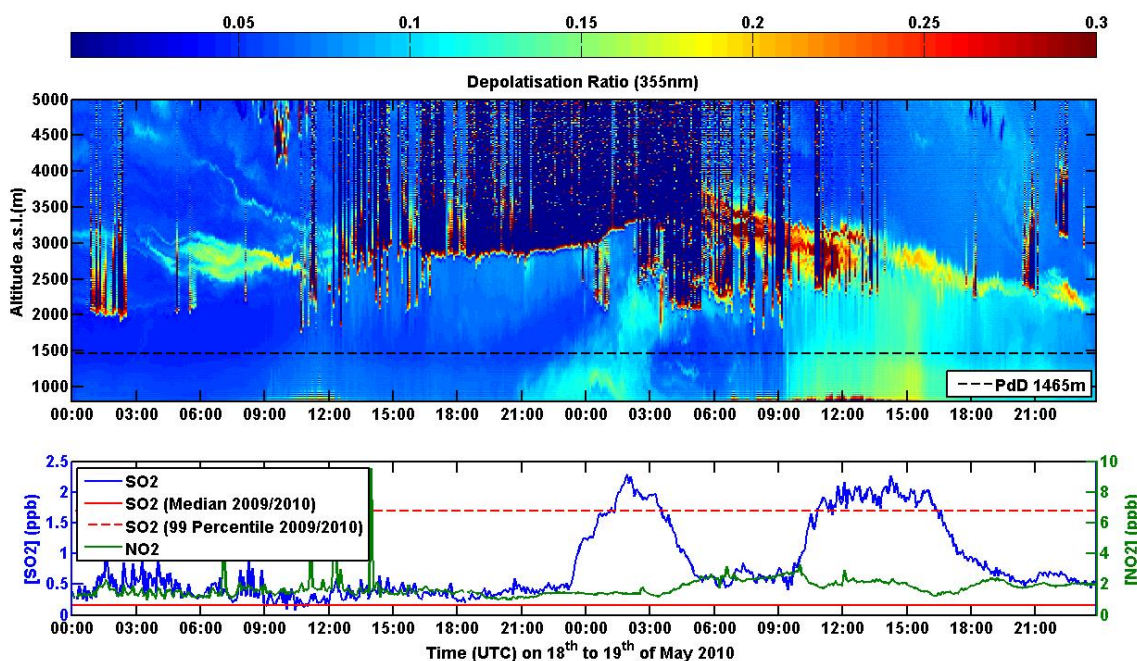 0.05 0.1 0.15 0.2 0.25 0.3
Depolatisation Ratio (355nm)
Altitude a.s.l.(m)
5000
4500
4000
3500
3000
2500
2000
1500
1000
PdD 1465m
00:00 03:00 06:00 09:00 12:00 15:00 18:00 21:00 00:00 03:00 06:00 09:00 12:00 15:00 18:00 21:00
[SO2] (ppb)
2.5
2
1.5
1
0.5
0
SO2
SO2 (Median 2009/2010)
SO2 (99 Percentile 2009/2010)
NO2
10
8
6
4
2
0
[NO2] (ppb)
00:00 03:00 06:00 09:00 12:00 15:00 18:00 21:00 00:00 03:00 06:00 09:00 12:00 15:00 18:00 21:00
Time (UTC) on 18th to 19th of May 2010